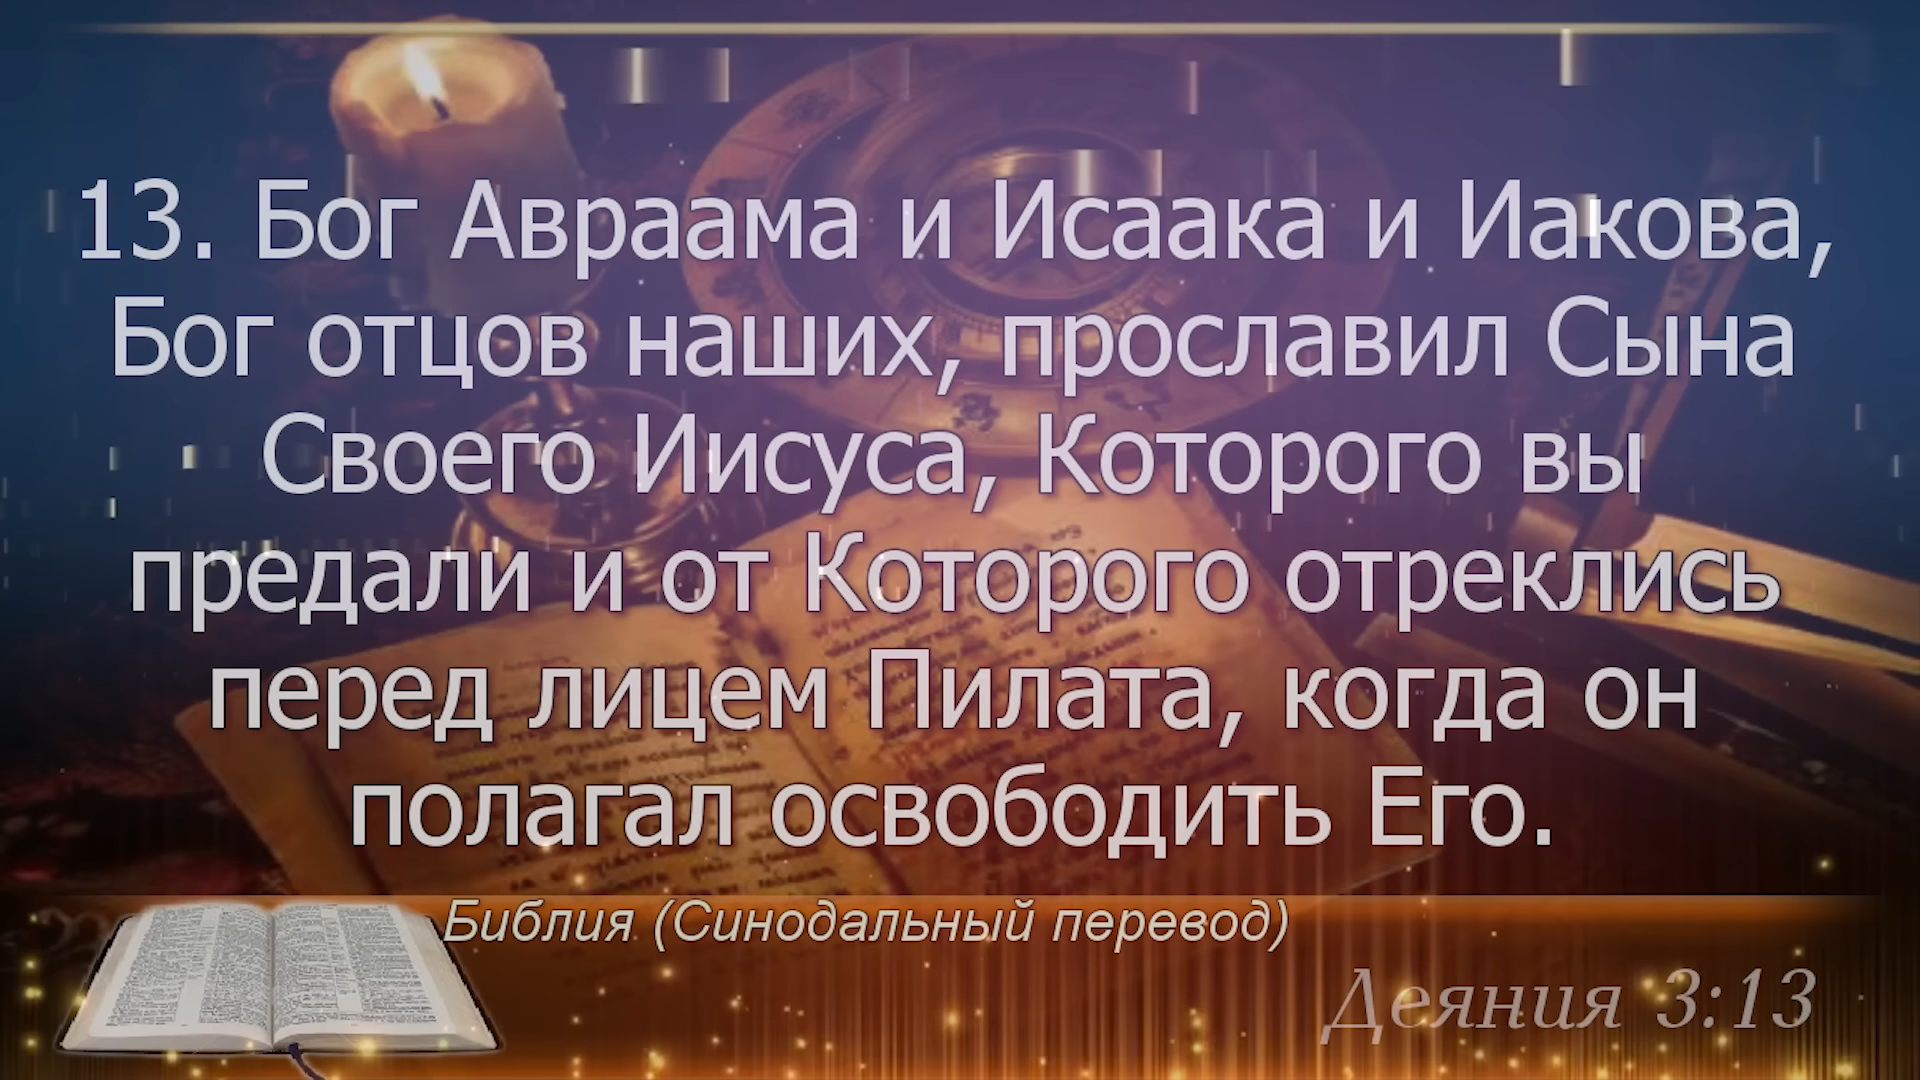 13. Бог Авраама и Исаака и Иакова,
Бог отцов наших, прославил Сына
Своего Иисуса, Которого вы
предали и от Которого отреклись
перед лицем Пилата, когда он
полагал освободить Его.
Библия (Синодальный перевод)
Деяния 3:13